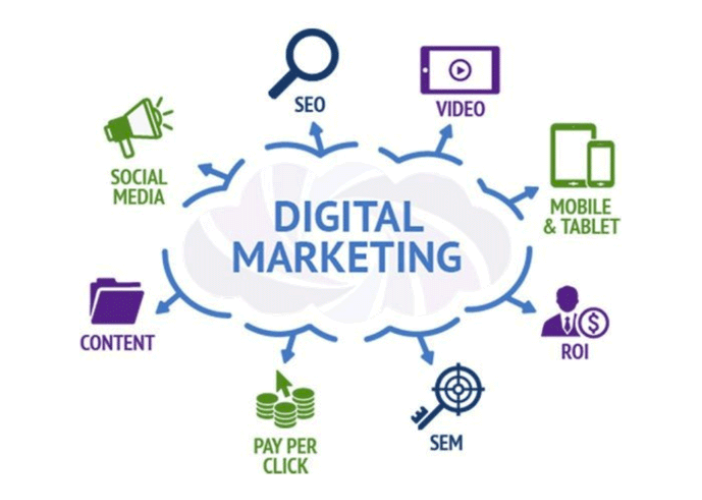 SEO
VIDEO
SOCIAL
MEDIA
MOBILE
& TABLET
DIGITAL
MARKETING
CONTENT
$
ROI
PAY PER
CLICK
SEM